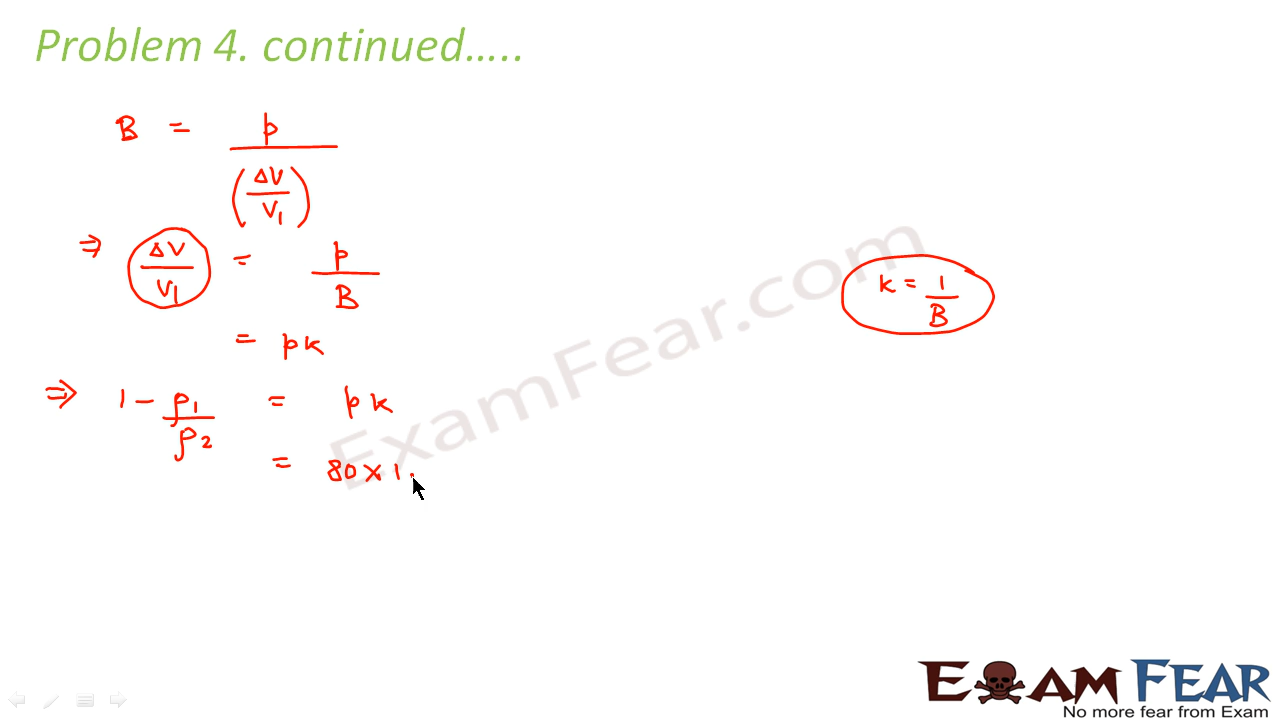 Problem 4. continued.....
B = p / (ΔV/V₁)
⇒ ΔV/V₁ = p/B
= pk
k = 1/B
⇒ 1 - ρ₁/ρ₂ = pk
= 80 × 1.
ExamFear.com
EXAM FEAR
No more fear from Exam